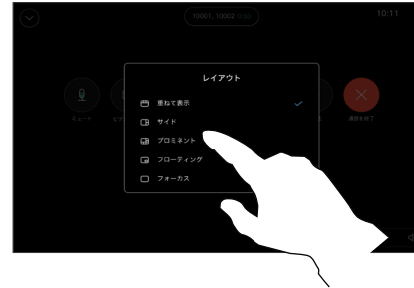 10001, 10002 0:50
10:11
レイアウト
重ねて表示
サイド
プロミネント
フローティング
フォーカス
ミュート
通話を終了